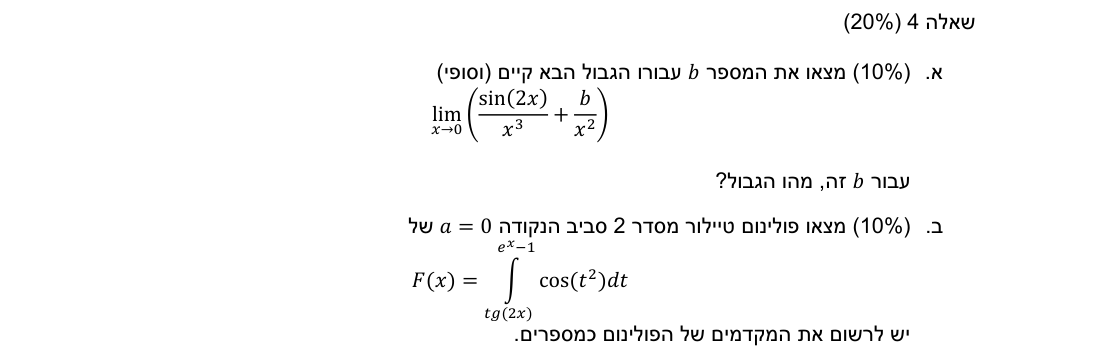 שאלה 4 (20%)
א. (10%) מצאו את המספר b עבורו הגבול הבא קיים (וסופי)
lim x→0 (sin(2x)/x³ + b/x²)
עבור b זה, מהו הגבול?
ב. (10%) מצאו פולינום טיילור מסדר 2 סביב הנקודה a = 0 של
F(x) = ∫_{tg(2x)}^{e^x−1} cos(t²)dt
יש לרשום את המקדמים של הפולינום כמספרים.